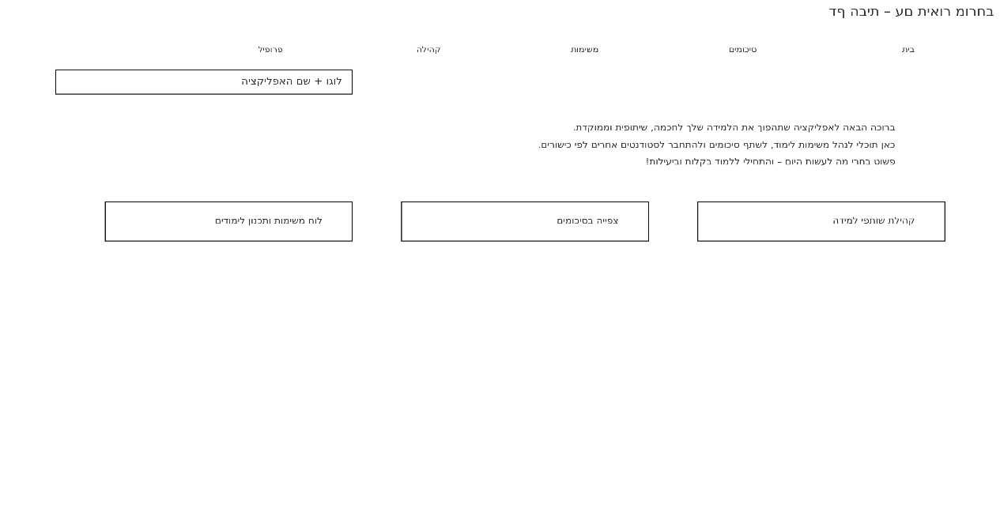 בחרומ רואית םע – תיבה ףד
בית סיכומים משימות קהילה פרופיל
לוגו + שם האפליקציה
ברוכה הבאה לאפליקציה שתהפוך את הלמידה שלך לחכמה, שיתופית וממוקדת.
כאן תוכלי לנהל משימות לימוד, לשתף סיכומים ולהתחבר לסטודנטים אחרים לפי כישורים.
פשוט בחרי מה לעשות היום – והתחילי ללמוד בקלות וביעילות!
קהילת שותפי למידה
צפייה בסיכומים
לוח משימות ותכנון לימודים